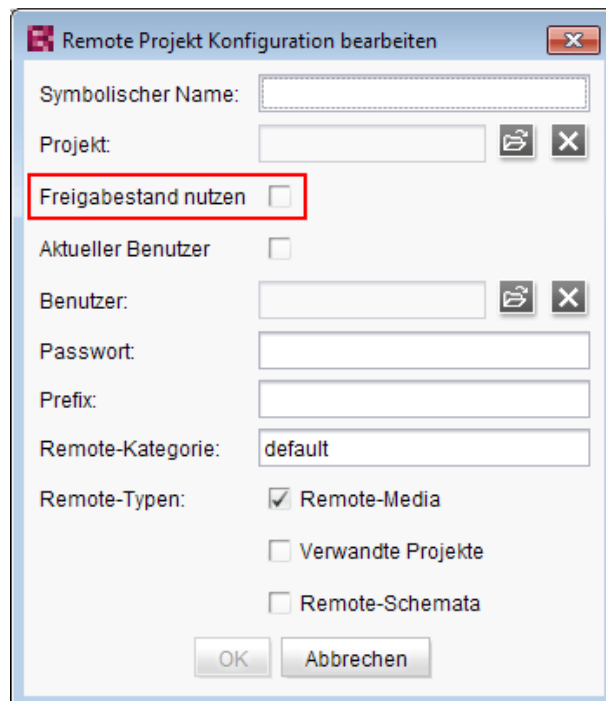 Remote Projekt Konfiguration bearbeiten
Symbolischer Name:
Projekt:
Freigabestand nutzen
Aktueller Benutzer
Benutzer:
Passwort:
Prefix:
Remote-Kategorie: default
Remote-Typen: Remote-Media
Verwandte Projekte
Remote-Schemata
OK Abbrechen